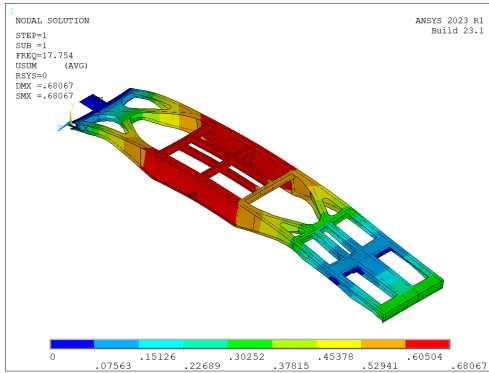 1
NODAL SOLUTION
STEP=1
SUB =1
FREQ=17.754
USUM (AVG)
RSYS=0
DMX =.68067
SMX =.68067
ANSYS 2023 R1
Build 23.1
MX
0 .15126 .30252 .45378 .60504
.07563 .22689 .37815 .52941 .68067